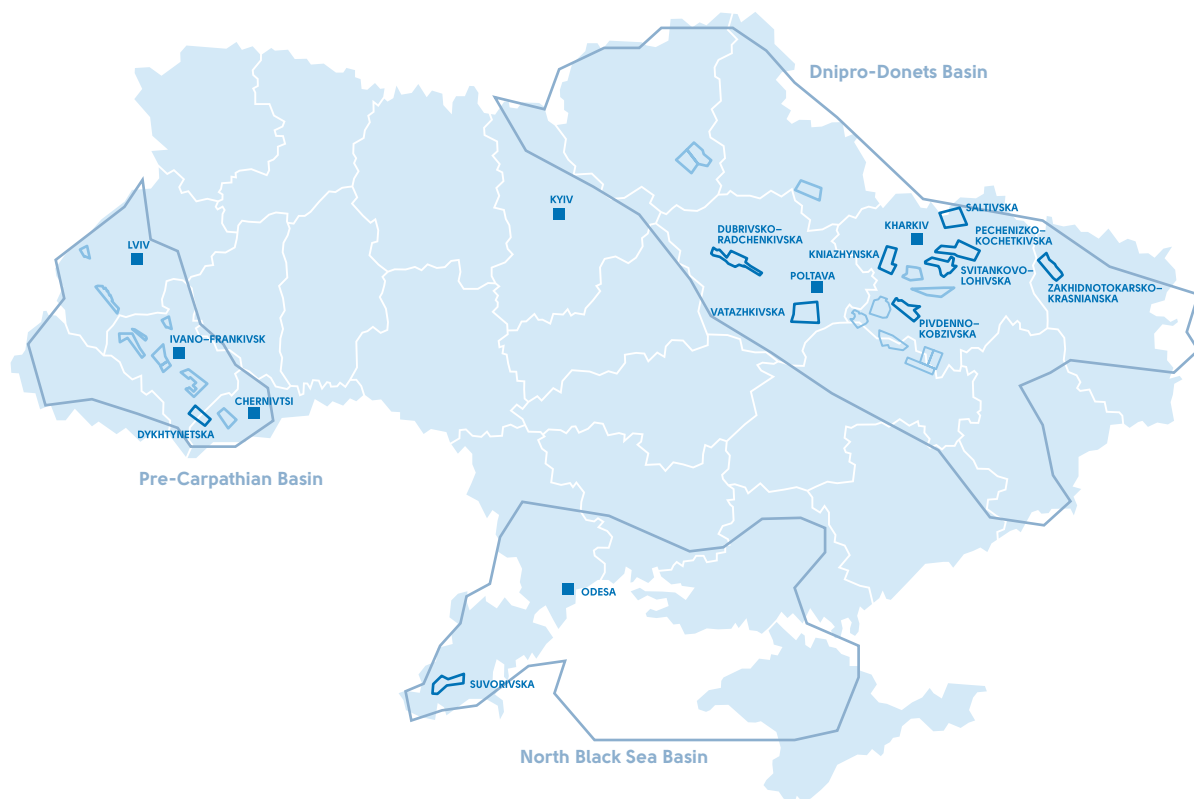 Dnipro-Donets Basin
KYIV
SALTIVSKA
KHARKIV
DUBRIVSKO–
RADCHENKIVSKA
PECHENIZKO–
KOCHETKIVSKA
LVIV
KNIAZHYNSKA
SVITANKOVO–
LOHIVSKA
POLTAVA
ZAKHIDNOTOKARSKO–
KRASNIANSKA
VATAZHKIVSKA
PIVDENNO–
KOBZIVSKA
IVANO–FRANKIVSK
CHERNIVTSI
DYKHTYNETSKA
Pre-Carpathian Basin
ODESA
SUVORIVSKA
North Black Sea Basin